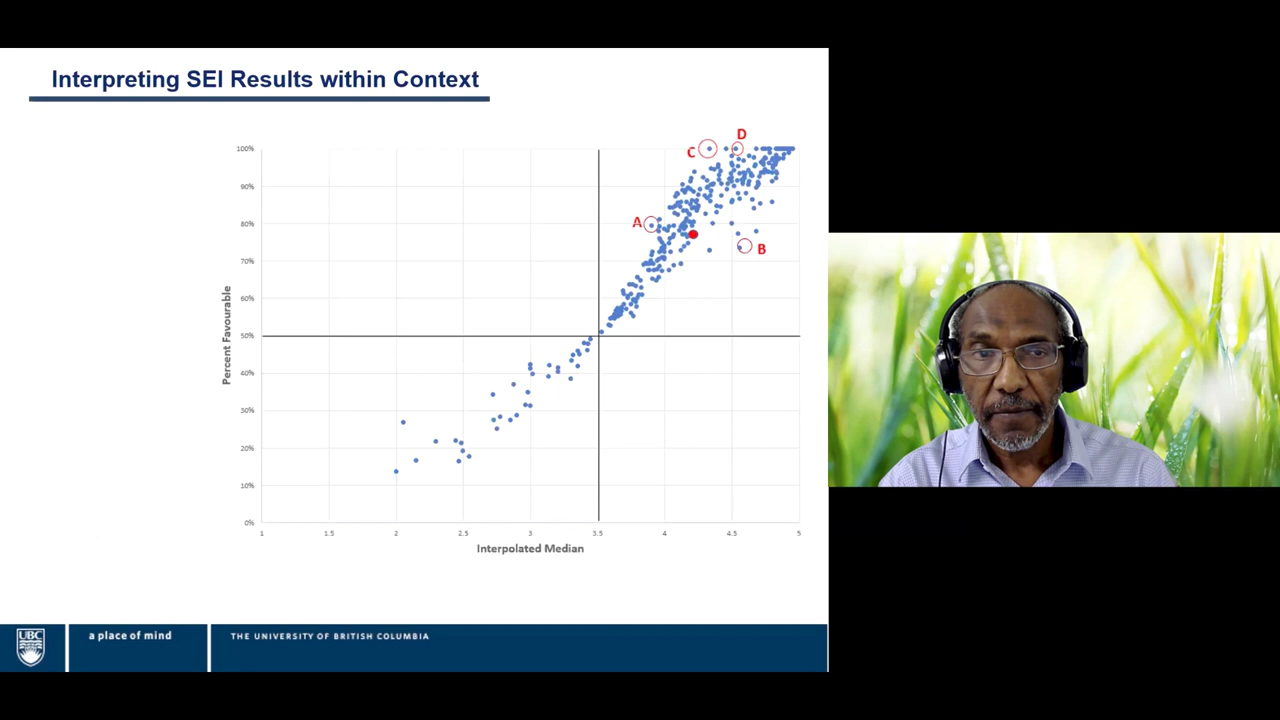 Interpreting SEI Results within Context
D
C
A
B
100%
90%
80%
70%
60%
50%
40%
30%
20%
10%
0%
Percent Favourable
1 1.5 2 2.5 3 3.5 4 4.5 5
Interpolated Median
UBC
a place of mind
THE UNIVERSITY OF BRITISH COLUMBIA